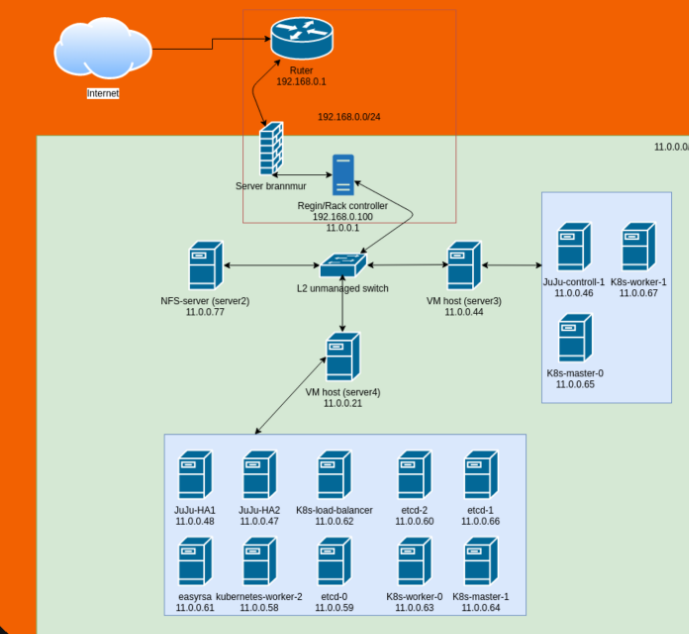 Internet
Ruter
192.168.0.1
192.168.0.0/24
11.0.0.0/
Server brannmur
Regin/Rack controller
192.168.0.100
11.0.0.1
NFS-server (server2)
11.0.0.77
L2 unmanaged switch
VM host (server3)
11.0.0.44
JuJu-controll-1
11.0.0.46
K8s-worker-1
11.0.0.67
K8s-master-0
11.0.0.65
VM host (server4)
11.0.0.21
JuJu-HA1
11.0.0.48
JuJu-HA2
11.0.0.47
K8s-load-balancer
11.0.0.62
etcd-2
11.0.0.60
etcd-1
11.0.0.66
easyrsa
11.0.0.61
kubernetes-worker-2
11.0.0.58
etcd-0
11.0.0.59
K8s-worker-0
11.0.0.63
K8s-master-1
11.0.0.64